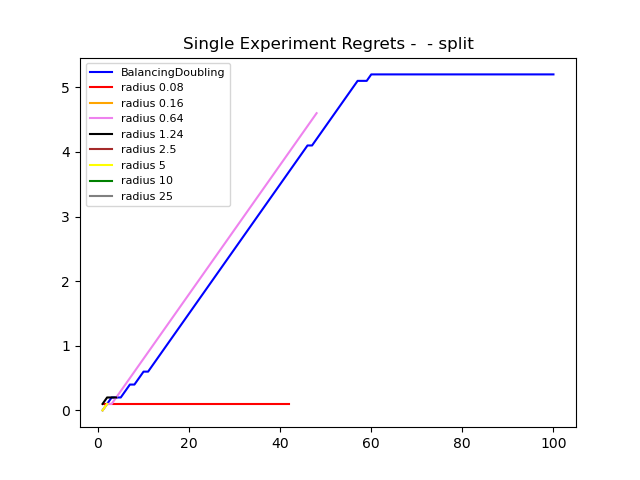 Single Experiment Regrets -  - split
BalancingDoubling
radius 0.08
radius 0.16
radius 0.64
radius 1.24
radius 2.5
radius 5
radius 10
radius 25
5
4
3
2
1
0
0 20 40 60 80 100